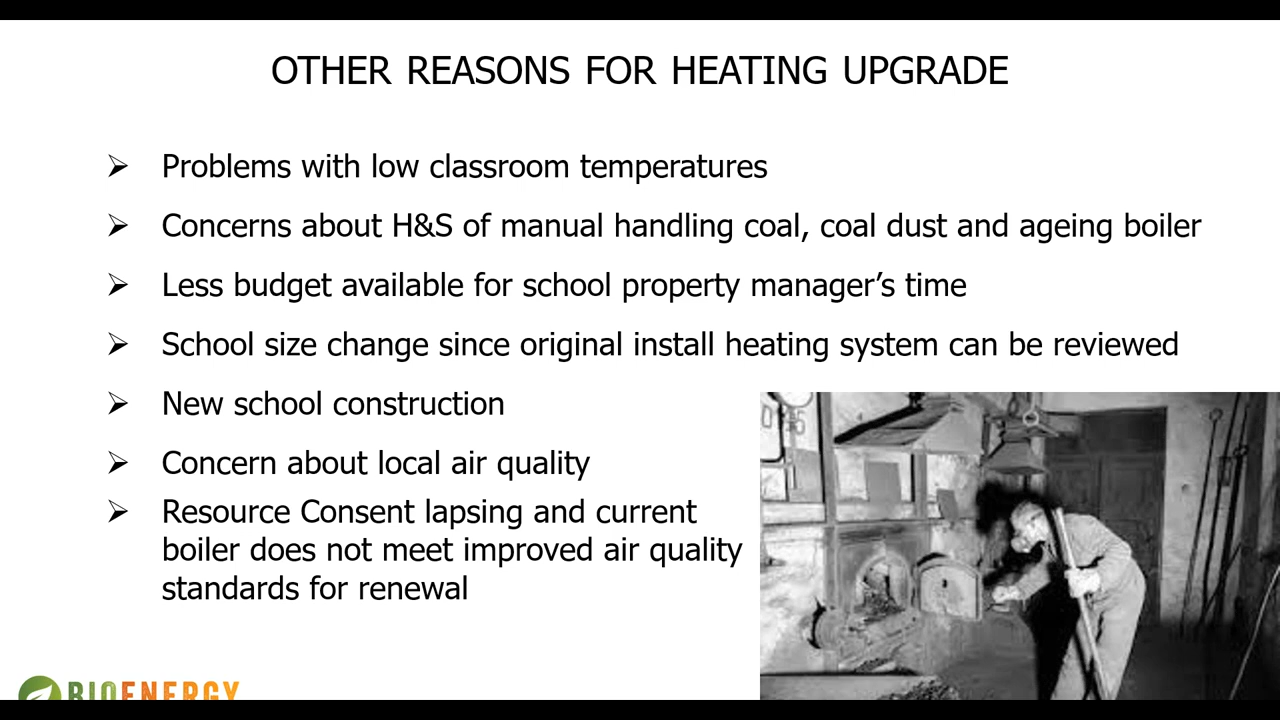 OTHER REASONS FOR HEATING UPGRADE
Problems with low classroom temperatures
Concerns about H&S of manual handling coal, coal dust and ageing boiler
Less budget available for school property manager’s time
School size change since original install heating system can be reviewed
New school construction
Concern about local air quality
Resource Consent lapsing and current
boiler does not meet improved air quality
standards for renewal
BIOENERGY